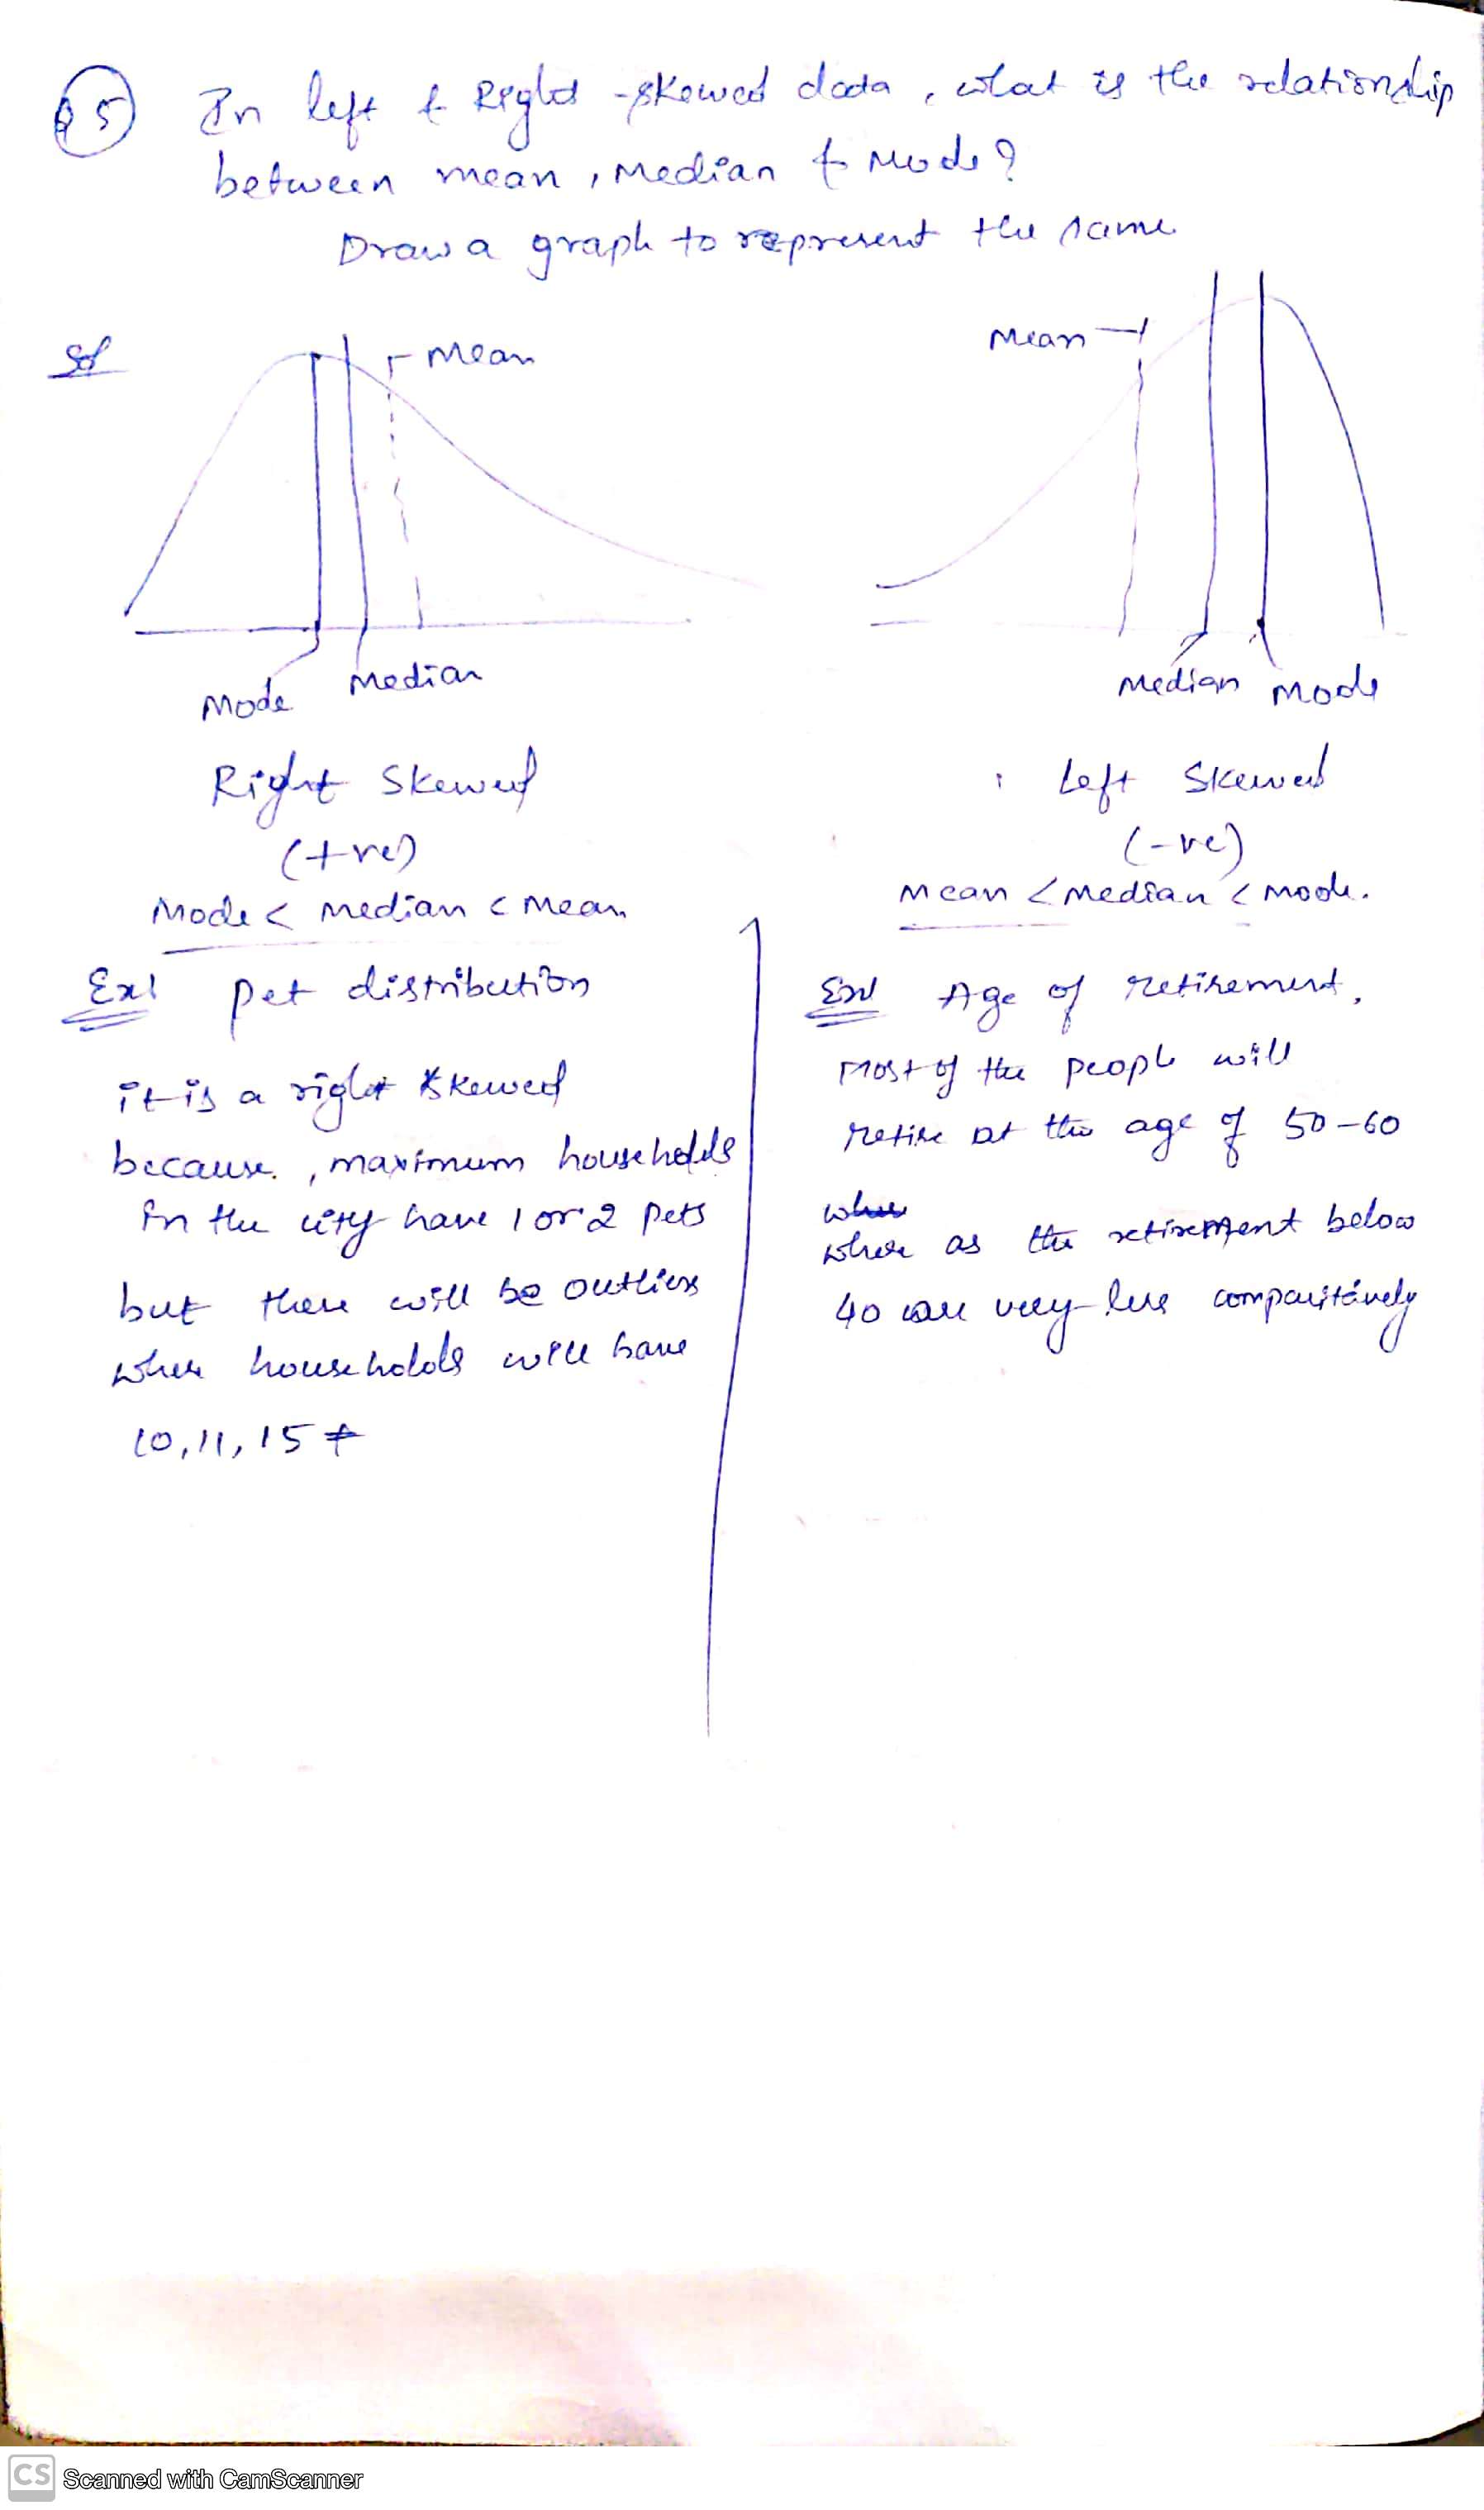 Q5
In left & Right -skewed data, what is the relationship
between mean, Median & Mode?
Draw a graph to represent the same
Sol
Mean
Mode Median
Right Skewed
(+ve)
Mode < median < Mean
Mean
Median Mode
Left Skewed
(-ve)
Mean < Median < Mode.
Ex! Pet distribution
it is a right skewed
because, maximum households
in the city have 1 or 2 pets
but there will be outliers
where households will have
10, 11, 15+
Ex! Age of retirement.
Most of the people will
retire at the age of 50-60
where as the retirement below
40 are very less comparitavely
CS Scanned with CamScanner